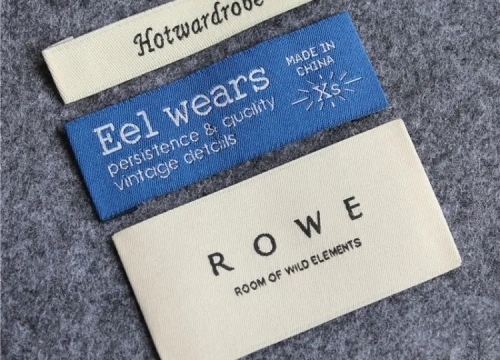 Hotwardrobe
Eel wears
persistence & quality
vintage details
MADE IN
CHINA
Xs
ROWE
ROOM OF WILD ELEMENTS